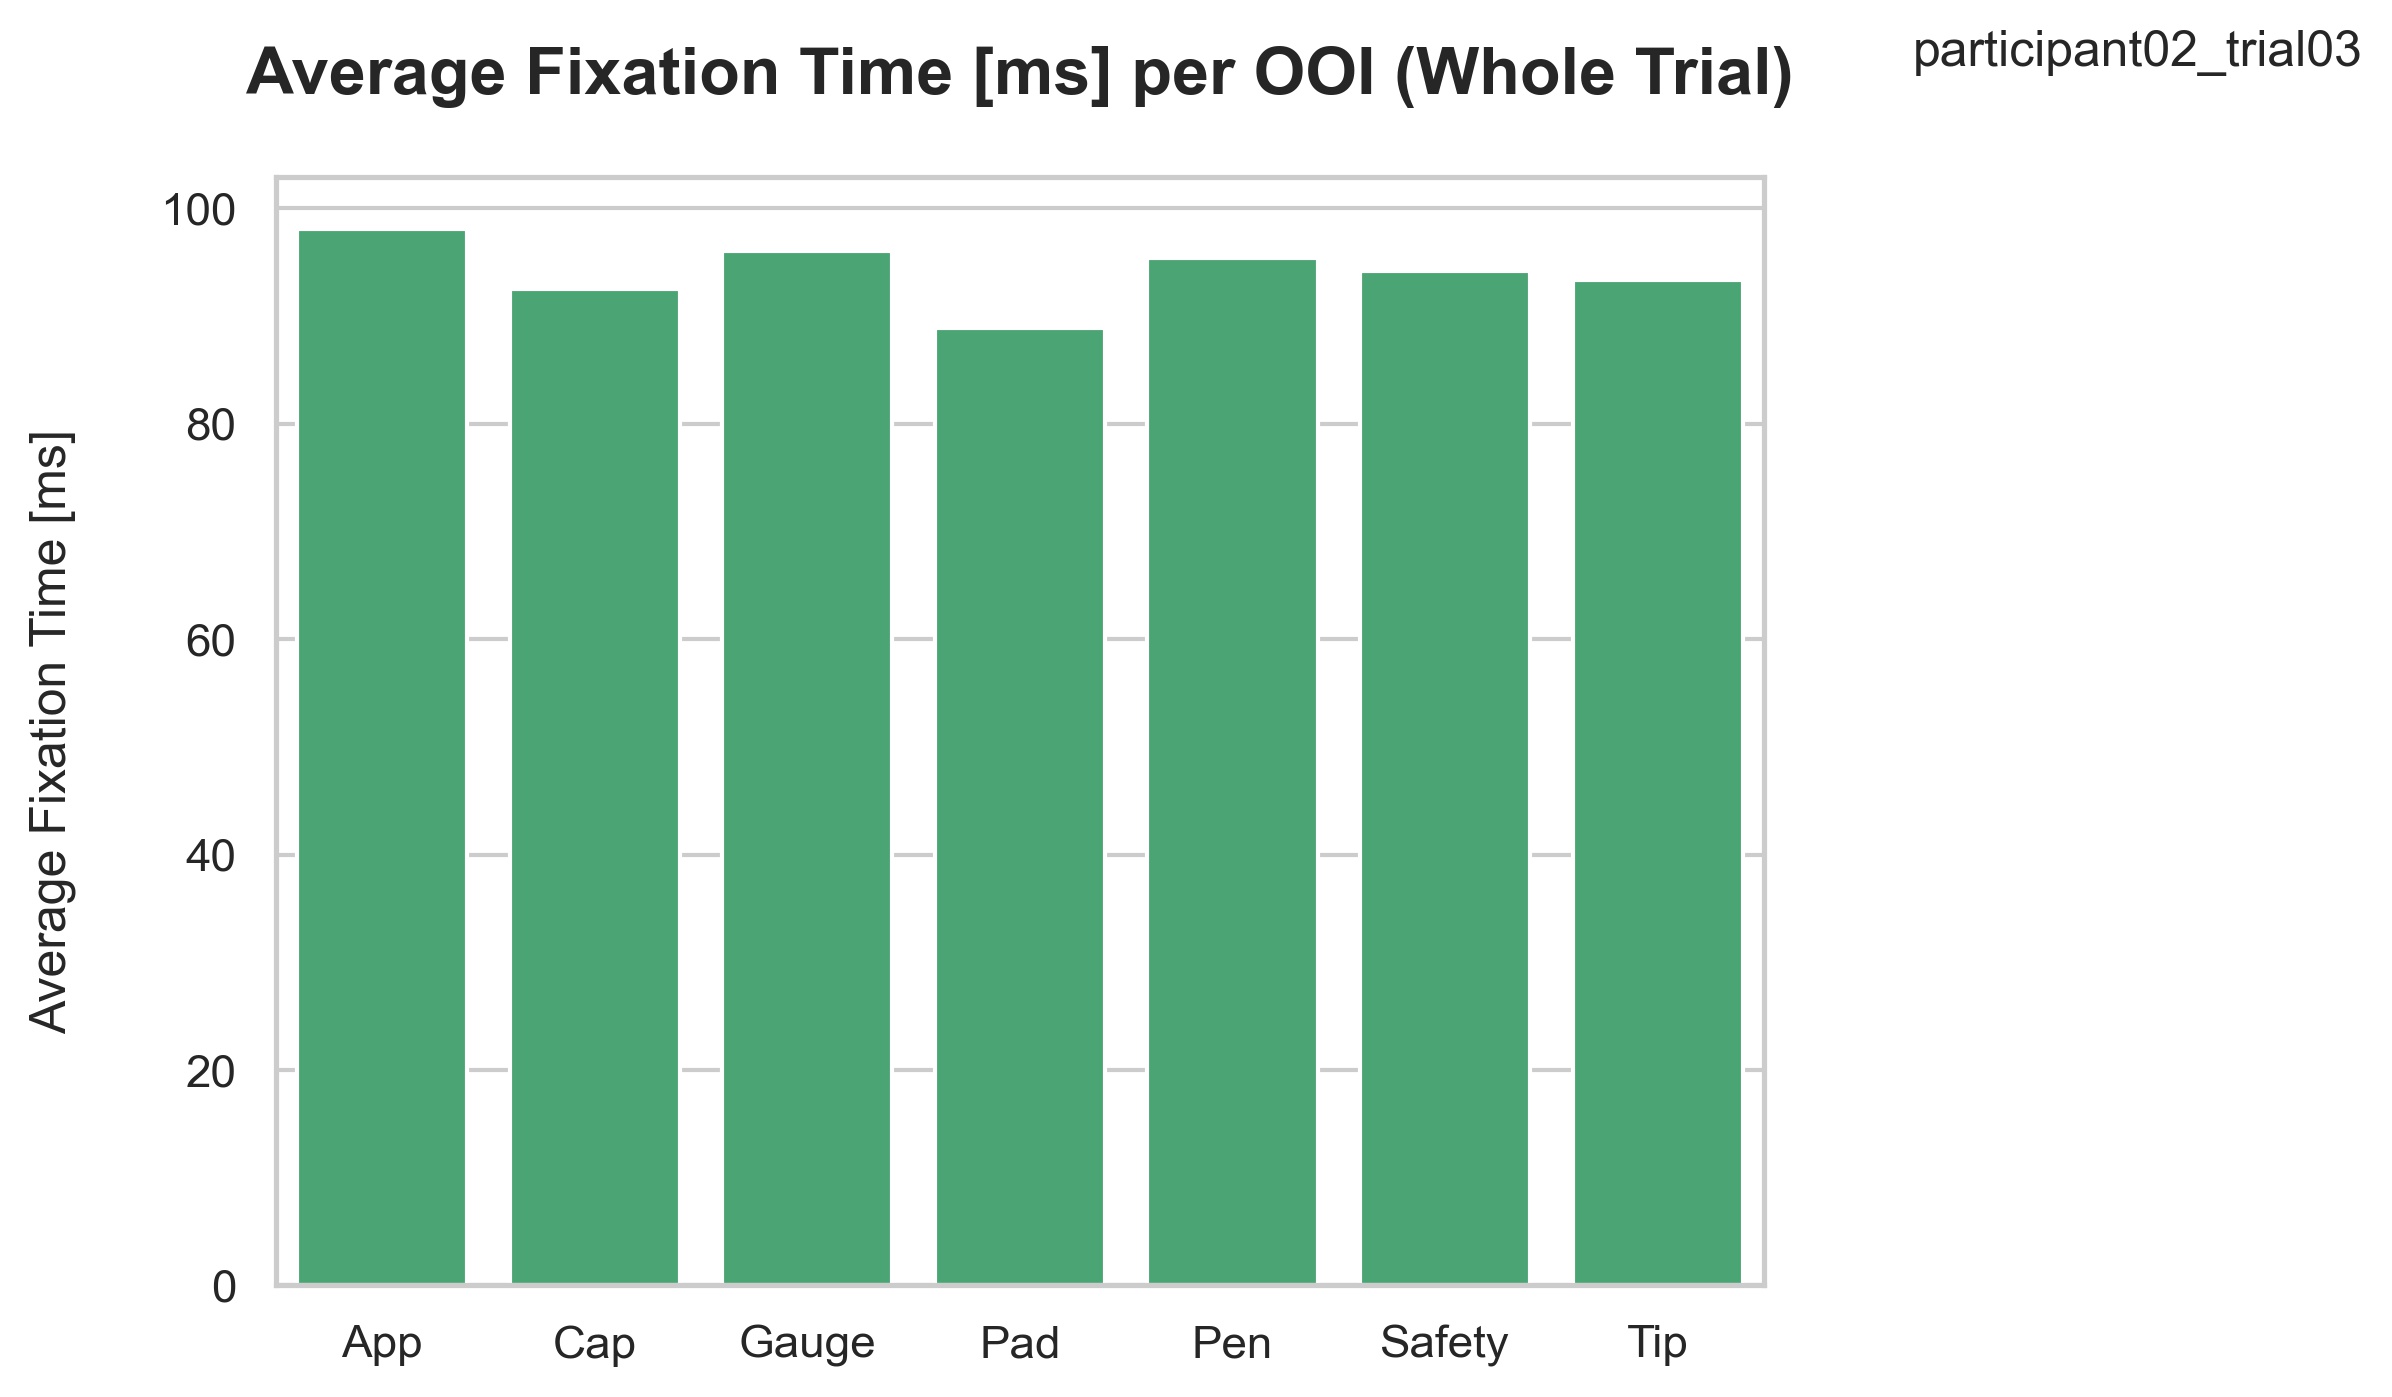 Average Fixation Time [ms] per OOI (Whole Trial)
participant02_trial03
Average Fixation Time [ms]
100
80
60
40
20
0
App Cap Gauge Pad Pen Safety Tip